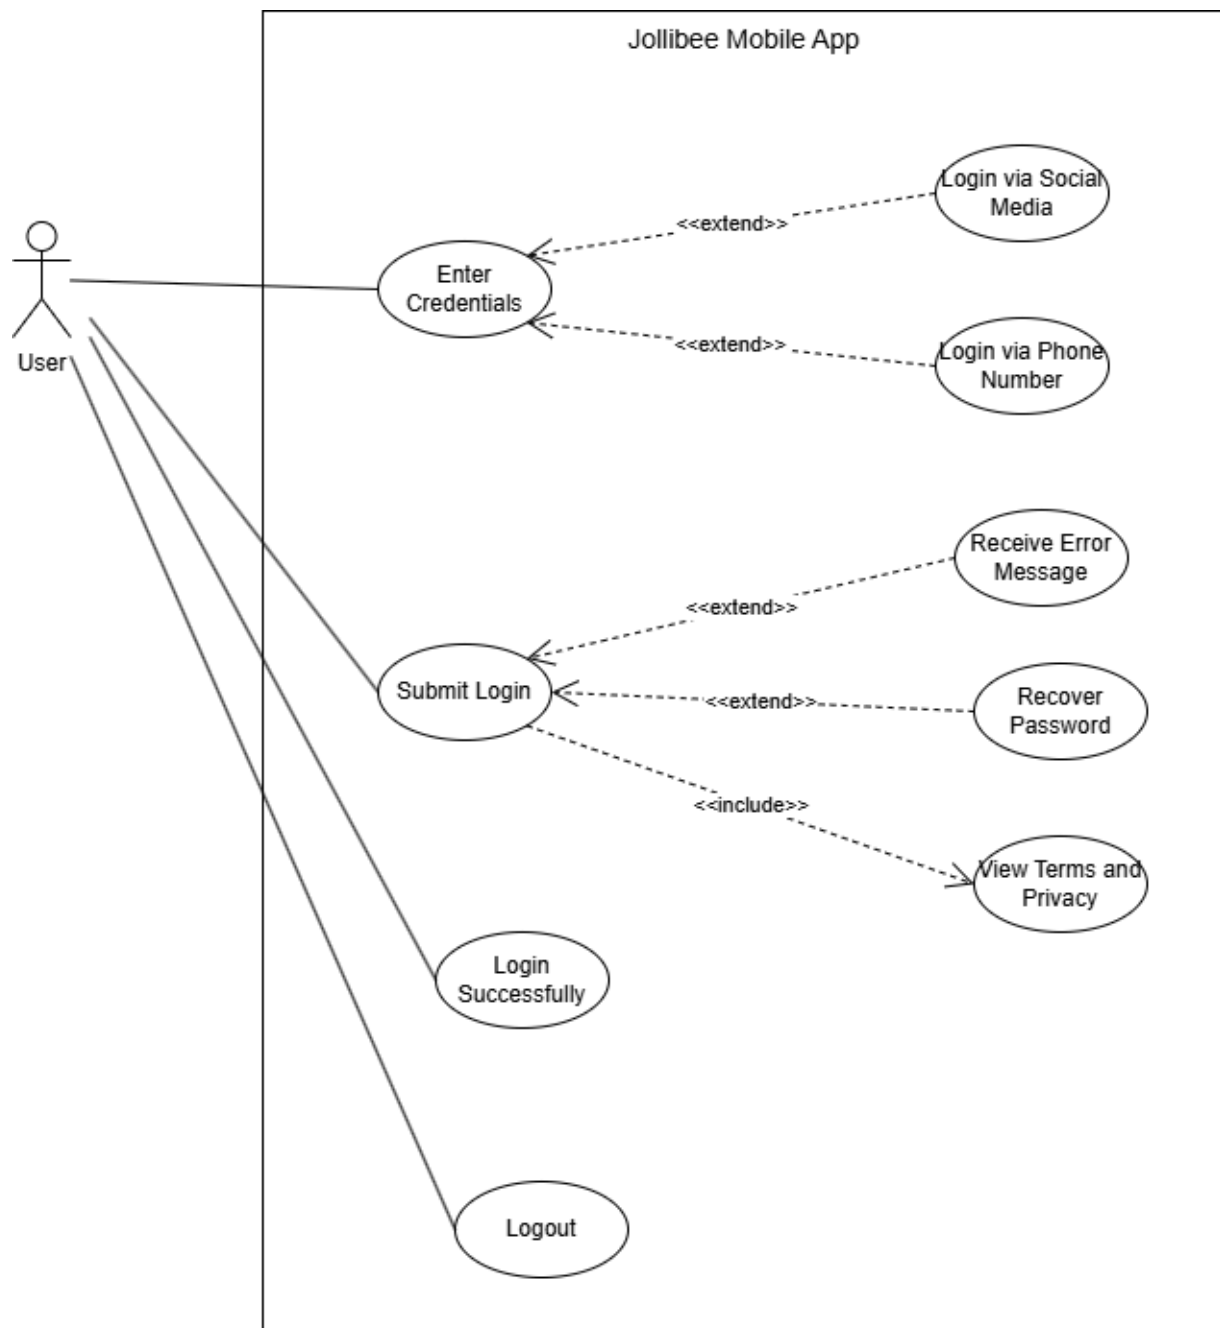 Jollibee Mobile App
Login via Social
Media
<<extend>>
Enter
Credentials
<<extend>>
Login via Phone
Number
User
Receive Error
Message
<<extend>>
Submit Login
<<extend>>
Recover
Password
<<include>>
View Terms and
Privacy
Login
Successfully
Logout